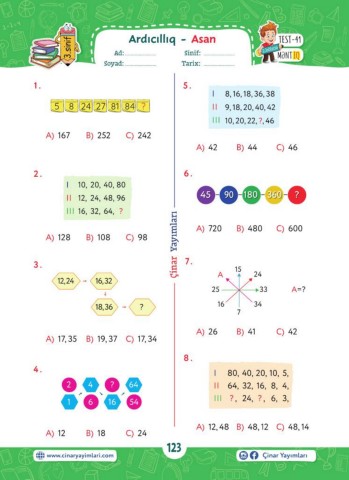 Ardıcıllıq - Asan
3.sinif
Ad: Sinif:
Soyad: Tarix:
TEST-41
MƏNTİQ
1.
5 8 24 27 81 84 ?
A) 167 B) 252 C) 242
2.
I 10, 20, 40, 80
II 12, 24, 48, 96
III 16, 32, 64, ?
A) 128 B) 108 C) 98
3.
12,24 - 16,32
18,36 - ?
A) 17,35 B) 19,37 C) 17,34
4.
2 4 ? 64
1 6 16 54
A) 12 B) 18 C) 24
Çinar Yayımları
5.
I 8,16,18,36,38
II 9,18,20,40,42
III 10,20,22,?,46
A) 42 B) 44 C) 46
6.
45 - 90 - 180 - 360 - ?
A) 720 B) 480 C) 600
7.
A 15 24
25 33 A=?
16 7 34
A) 26 B) 41 C) 42
8.
I 80, 40, 20, 10, 5,
II 64, 32, 16, 8, 4,
III ?, 24, ?, 6, 3,
A) 12,48 B) 48,12 C) 48,14
www.cinaryayimlari.com
123
Çinar Yayımları